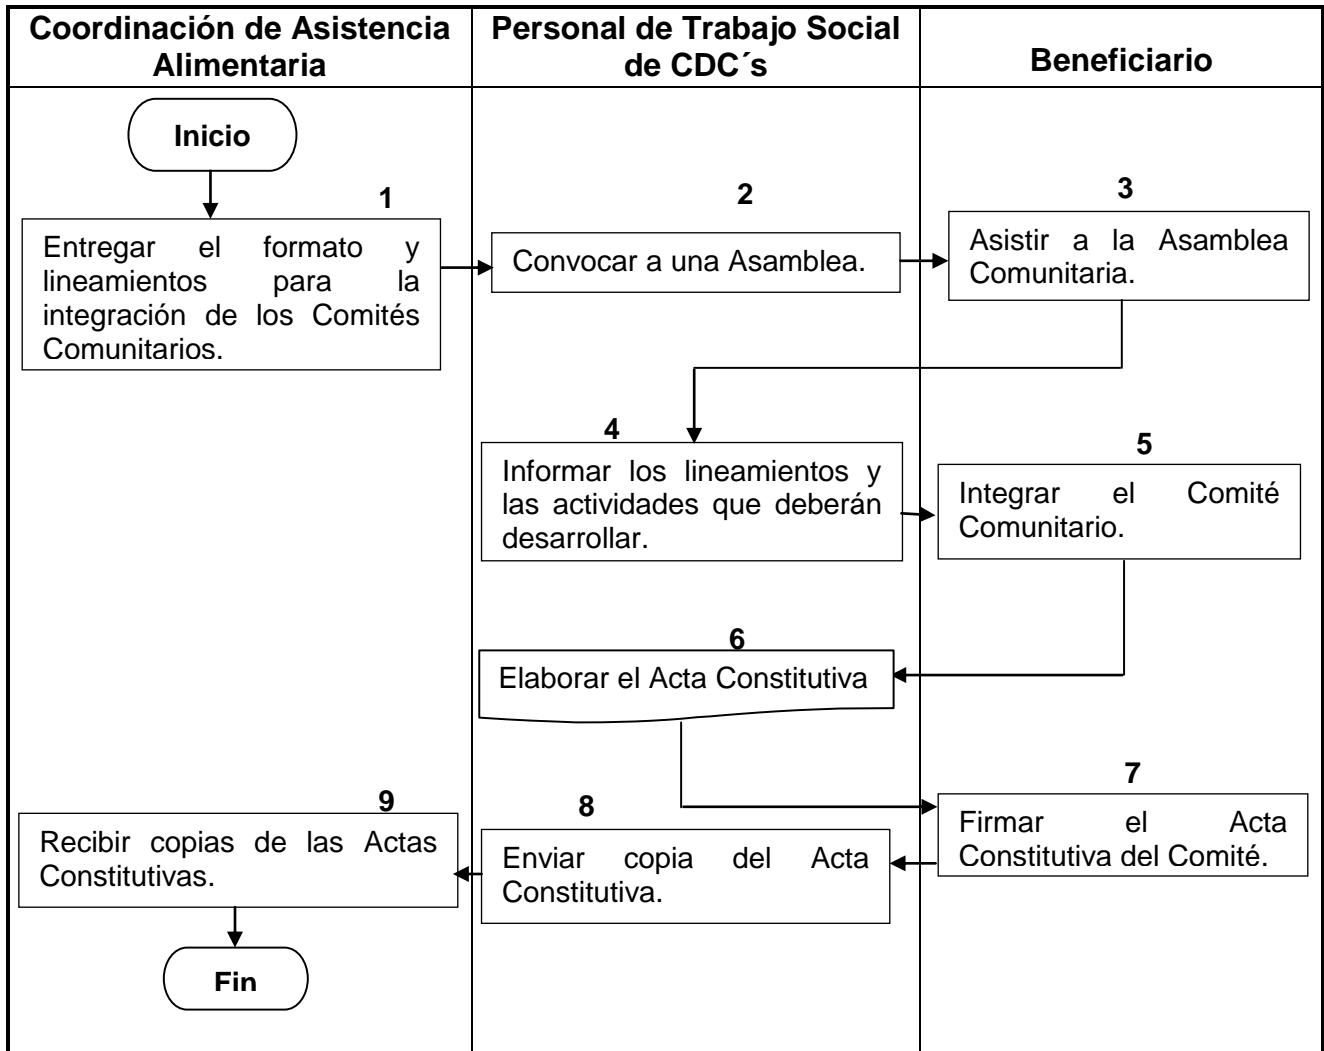 Coordinación de Asistencia
Alimentaria
Personal de Trabajo Social
de CDC´s
Beneficiario
Inicio
1
Entregar el formato y
lineamientos para la
integración de los Comités
Comunitarios.
2
Convocar a una Asamblea.
3
Asistir a la Asamblea
Comunitaria.
4
Informar los lineamientos y
las actividades que deberán
desarrollar.
5
Integrar el Comité
Comunitario.
6
Elaborar el Acta Constitutiva
7
Firmar el Acta
Constitutiva del Comité.
8
Enviar copia del Acta
Constitutiva.
9
Recibir copias de las Actas
Constitutivas.
Fin